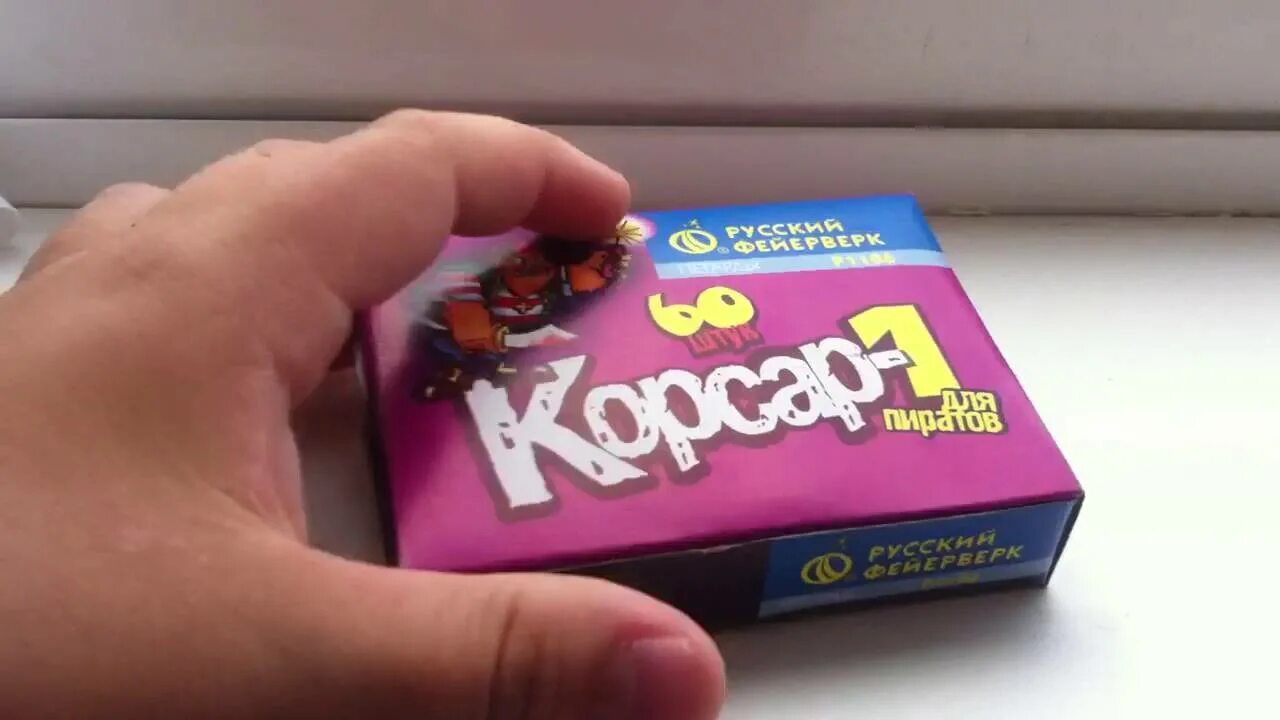 РУССКИЙ
ФЕЙЕРВЕРК
ПЕТАРДЫ
60
ШТУК
Корсар-1
для
пиратов
РУССКИЙ
ФЕЙЕРВЕРК